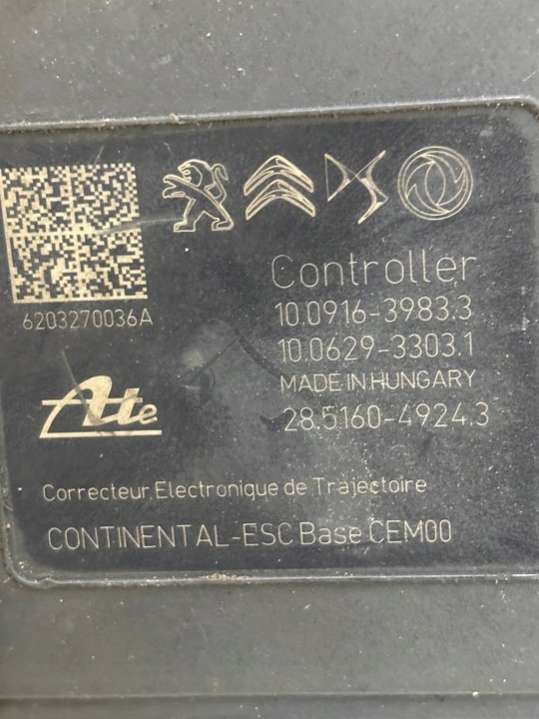 DS
Controller
6203270036A
10.0916-3983.3
10.0629-3303.1
MADE IN HUNGARY
Ate
28.5160-4924.3
Correcteur Electronique de Trajectoire
CONTINENTAL-ESC Base CEM00